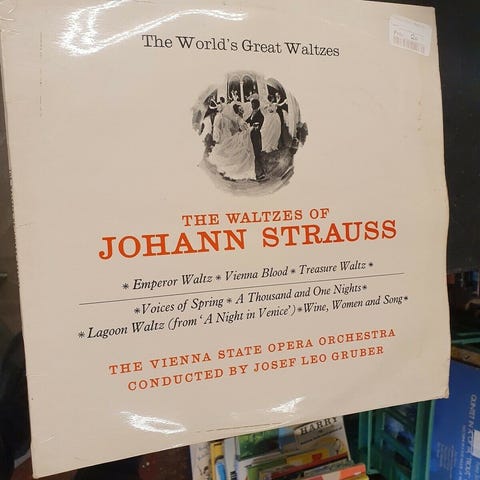 The World's Great Waltzes
THE WALTZES OF
JOHANN STRAUSS
* Emperor Waltz * Vienna Blood * Treasure Waltz *
*Voices of Spring * A Thousand and One Nights*
*Lagoon Waltz (from 'A Night in Venice') *Wine, Women and Song*
THE VIENNA STATE OPERA ORCHESTRA
CONDUCTED BY JOSEF LEO GRUBER
HARRY